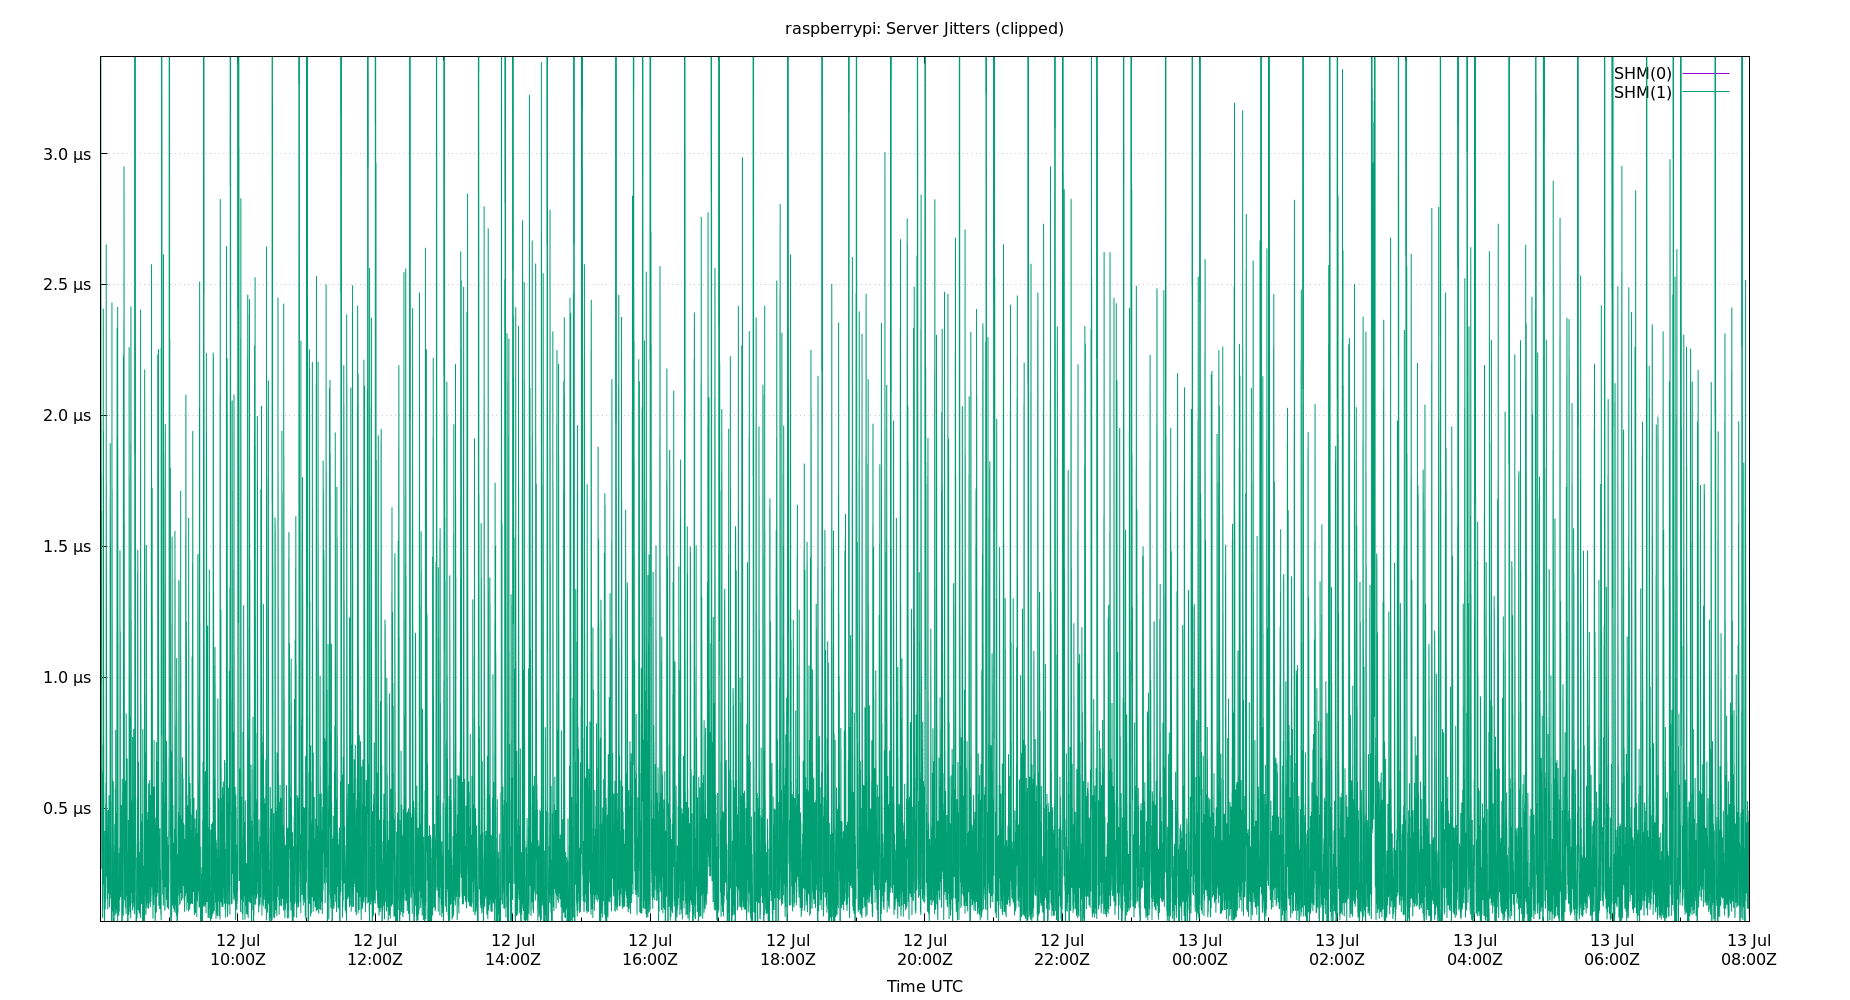 raspberrypi: Server Jitters (clipped)
SHM(0)
SHM(1)
3.0 µs
2.5 µs
2.0 µs
1.5 µs
1.0 µs
0.5 µs
12 Jul 12 Jul 12 Jul 12 Jul 12 Jul 12 Jul 12 Jul 13 Jul 13 Jul 13 Jul 13 Jul 13 Jul
10:00Z 12:00Z 14:00Z 16:00Z 18:00Z 20:00Z 22:00Z 00:00Z 02:00Z 04:00Z 06:00Z 08:00Z
Time UTC